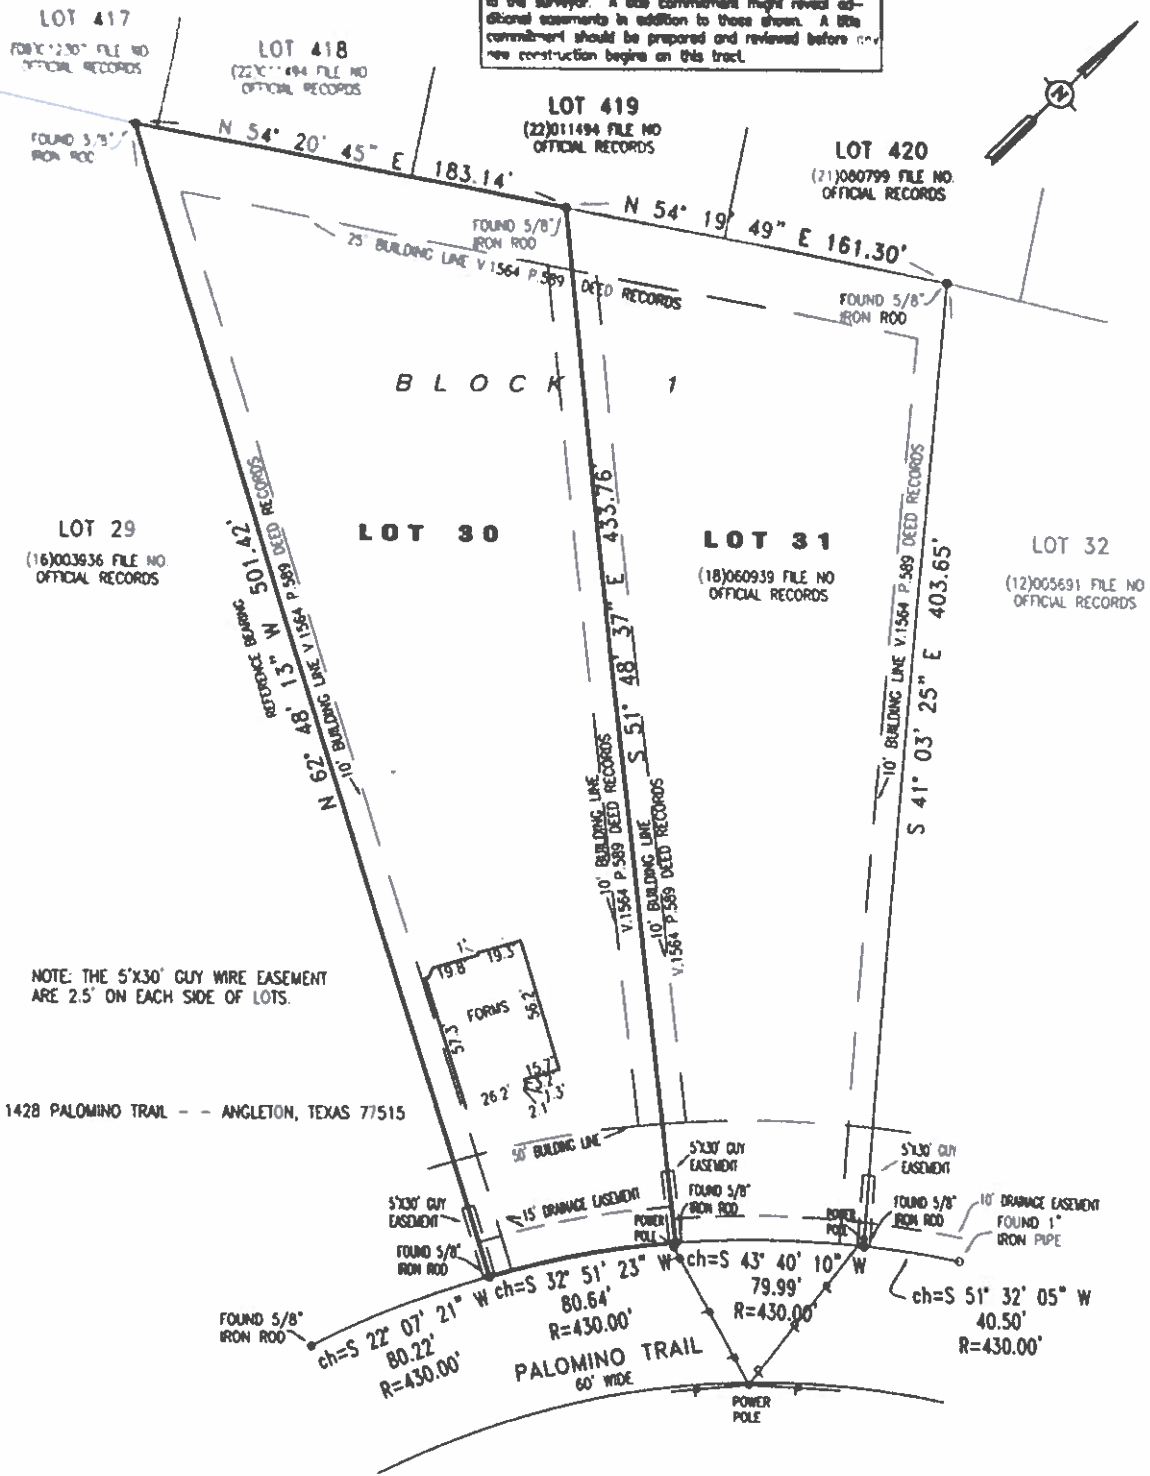 to the surveyor. A title commitment might reveal ad-
ditional easements in addition to those shown. A title
commitment should be prepared and reviewed before any
new construction begins on this tract.
LOT 417
FILE NO
OFFICIAL RECORDS
LOT 418
FILE NO
OFFICIAL RECORDS
LOT 419
(22)011494 FILE NO
OFFICIAL RECORDS
LOT 420
(21)080799 FILE NO.
OFFICIAL RECORDS
N
FOUND 5/8"
IRON ROD
N 54° 20' 45" E 183.14'
N 54° 19' 49" E 161.30'
FOUND 5/8"
IRON ROD
25' BUILDING LINE V.1564 P.589 DEED RECORDS
FOUND 5/8"
IRON ROD
BLOCK 1
LOT 29
(16)003936 FILE NO.
OFFICIAL RECORDS
LOT 30
LOT 31
(18)060939 FILE NO
OFFICIAL RECORDS
LOT 32
(12)005691 FILE NO
OFFICIAL RECORDS
REFERENCE BEARING
N 62° 48' 13" W 501.42'
10' BUILDING LINE V.1564 P.589 DEED RECORDS
S 51° 48' 37" E 433.76'
10' BUILDING LINE
V.1564 P.589 DEED RECORDS
10' BUILDING LINE
V.1564 P.589 DEED RECORDS
10' BUILDING LINE V.1564 P.589 DEED RECORDS
S 41° 03' 25" E 403.65'
NOTE: THE 5'X30' GUY WIRE EASEMENT
ARE 2.5' ON EACH SIDE OF LOTS.
1'
19.8'
19.3'
FORMS
57.3'
56.2'
15.7'
3.2'
1.3'
26.2'
2.1'
1428 PALOMINO TRAIL - - ANGLETON, TEXAS 77515
50' BUILDING LINE
5'X30' GUY
EASEMENT
5'X30' GUY
EASEMENT
5'X30' GUY
EASEMENT
15' DRAINAGE EASEMENT
FOUND 5/8"
IRON ROD
POWER
POLE
POWER
POLE
FOUND 5/8"
IRON ROD
10' DRAINAGE EASEMENT
FOUND 1"
IRON PIPE
FOUND 5/8"
IRON ROD
FOUND 5/8"
IRON ROD
ch=S 22° 07' 21" W
80.22'
R=430.00'
ch=S 32° 51' 23" W
80.64'
R=430.00'
ch=S 43° 40' 10" W
79.99'
R=430.00'
ch=S 51° 32' 05" W
40.50'
R=430.00'
PALOMINO TRAIL
60' WIDE
POWER
POLE